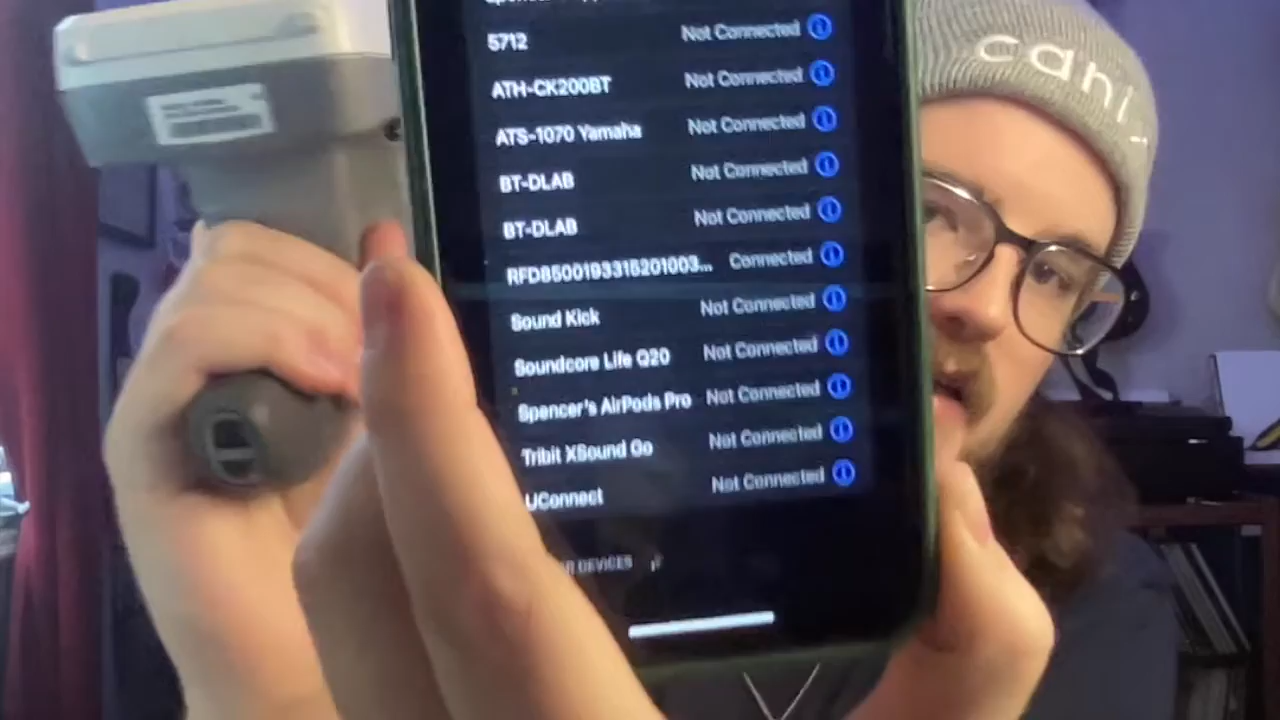 cani
5712 Not Connected
ATH-CK200BT Not Connected
ATS-1070 Yamaha Not Connected
BT-DLAB Not Connected
BT-DLAB Not Connected
RFD8500193315201003... Connected
Sound Kick Not Connected
Soundcore Life Q20 Not Connected
Spencer's AirPods Pro Not Connected
Tribit XSound Go Not Connected
UConnect Not Connected
DEVICES